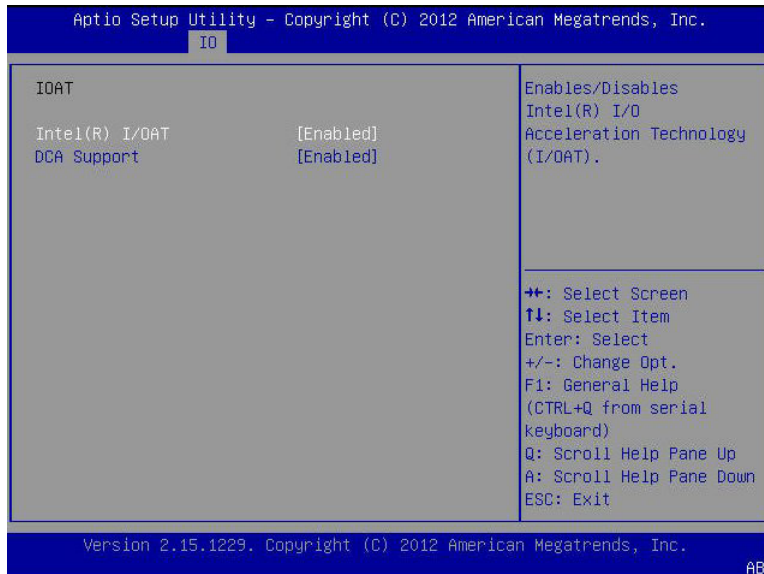 Aptio Setup Utility – Copyright (C) 2012 American Megatrends, Inc.
IO
IOAT
Intel(R) I/OAT [Enabled]
DCA Support [Enabled]
Enables/Disables
Intel(R) I/O
Acceleration Technology
(I/OAT).
→←: Select Screen
↑↓: Select Item
Enter: Select
+/-: Change Opt.
F1: General Help
(CTRL+Q from serial
keyboard)
Q: Scroll Help Pane Up
A: Scroll Help Pane Down
ESC: Exit
Version 2.15.1229. Copyright (C) 2012 American Megatrends, Inc.
AB